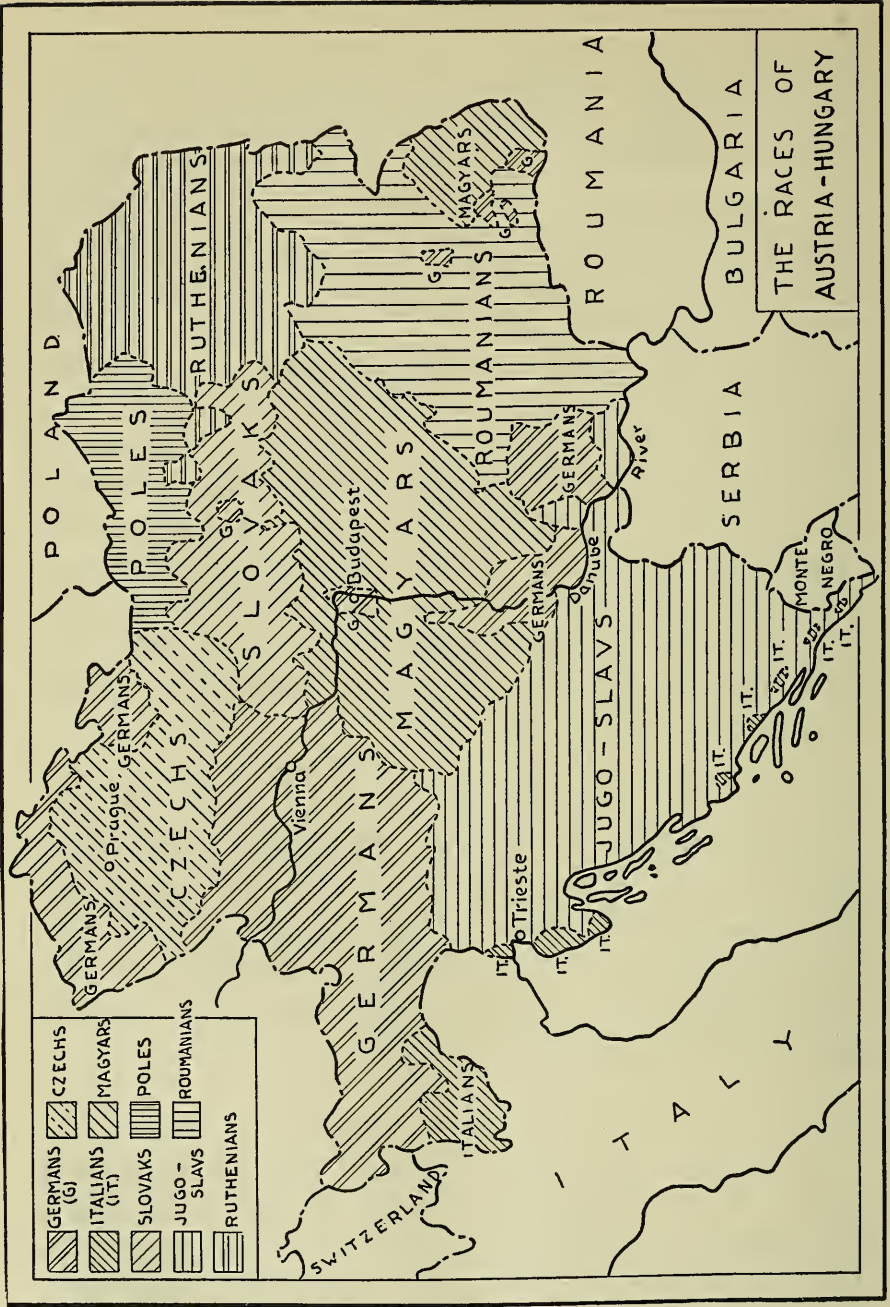 GERMANS
(G)
CZECHS
ITALIANS
(IT.)
MAGYARS
SLOVAKS
POLES
JUGO-
SLAVS
ROUMANIANS
RUTHENIANS
POLAND
GERMANS
Prague
GERMANS
POLES
CZECHS
RUTHENIANS
G
SLOVAKS
Vienna
G
Budapest
SWITZERLAND
GERMANS
MAGYARS
G
MAGYARS
ITALIANS
ROUMANIANS
G
G
IT.
Trieste
GERMANS
GERMANS
IT.
IT.
JUGO-SLAVS
Danube
River
ROUMANIA
ITALY
IT.
IT.
IT.
SERBIA
BULGARIA
MONTE
NEGRO
IT.
IT.
THE RACES OF
AUSTRIA-HUNGARY